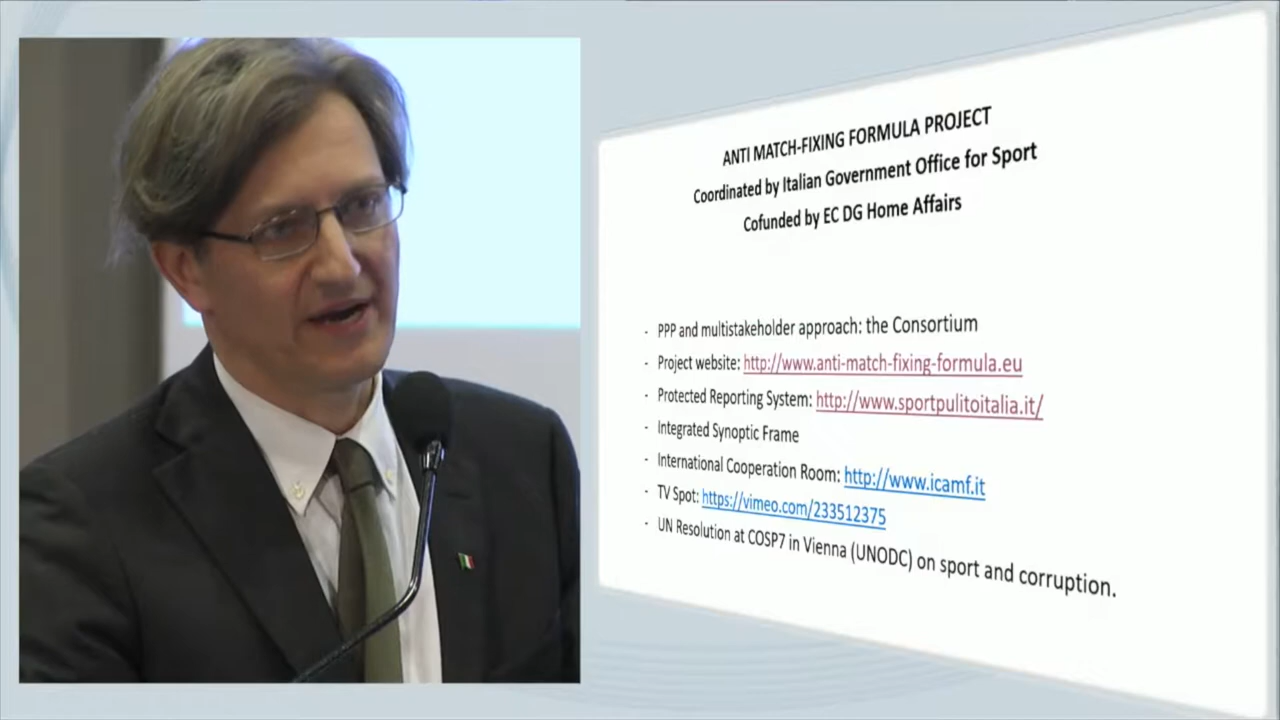 ANTI MATCH-FIXING FORMULA PROJECT
Coordinated by Italian Government Office for Sport
Cofunded by EC DG Home Affairs
- PPP and multistakeholder approach: the Consortium
- Project website: http://www.anti-match-fixing-formula.eu
- Protected Reporting System: http://www.sportpulitoitalia.it/
- Integrated Synoptic Frame
- International Cooperation Room: http://www.icamf.it
- TV Spot: https://vimeo.com/233512375
- UN Resolution at COSP7 in Vienna (UNODC) on sport and corruption.